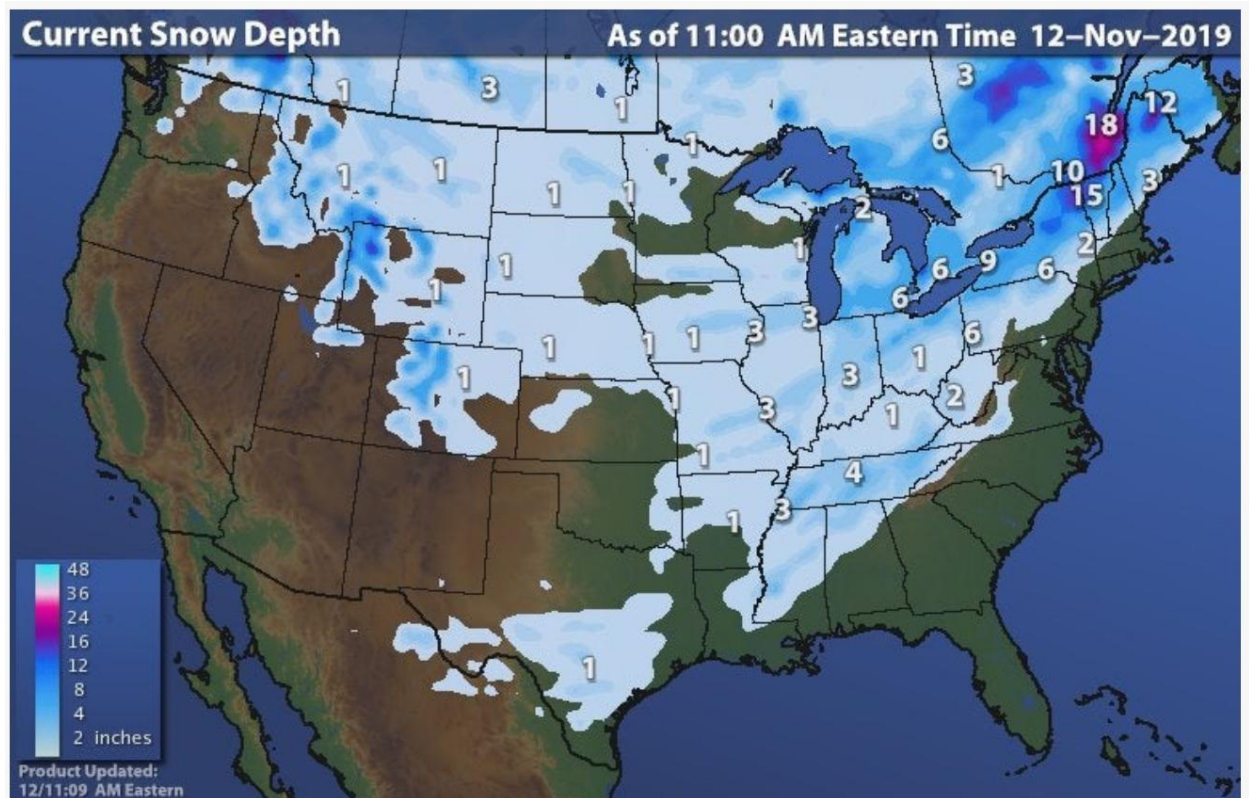 Current Snow Depth
As of 11:00 AM Eastern Time 12-Nov-2019
1 3 1 3 18 12
6 1
1 1 1 1 10 1
15 3
2
1 1 2
6 9 6
1 6
3 3 6
1 1 1 3 1
1 1 3 2
3 1
1 4
1 3
1
48
36
24
16
12
8
4
2 inches
Product Updated:
12/11:09 AM Eastern